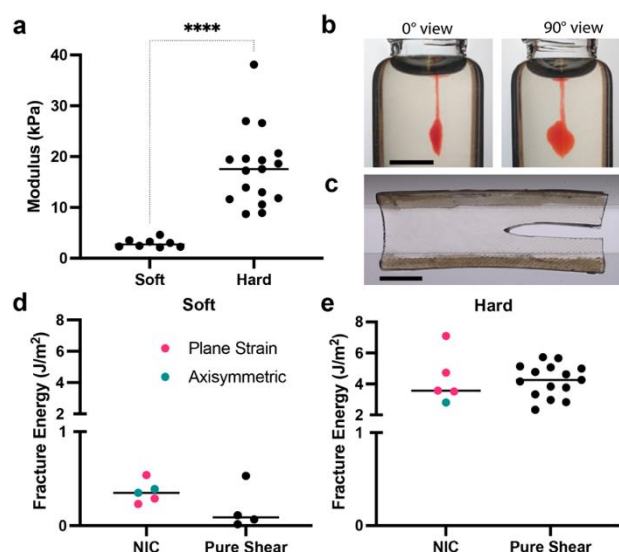 a
****
Modulus (kPa)
40
30
20
10
0
Soft
Hard
b
0° view
90° view
c
d
Soft
Fracture Energy (J/m²)
8
6
4
2
1
0
Plane Strain
Axisymmetric
NIC
Pure Shear
e
Hard
Fracture Energy (J/m²)
8
6
4
2
1
0
NIC
Pure Shear